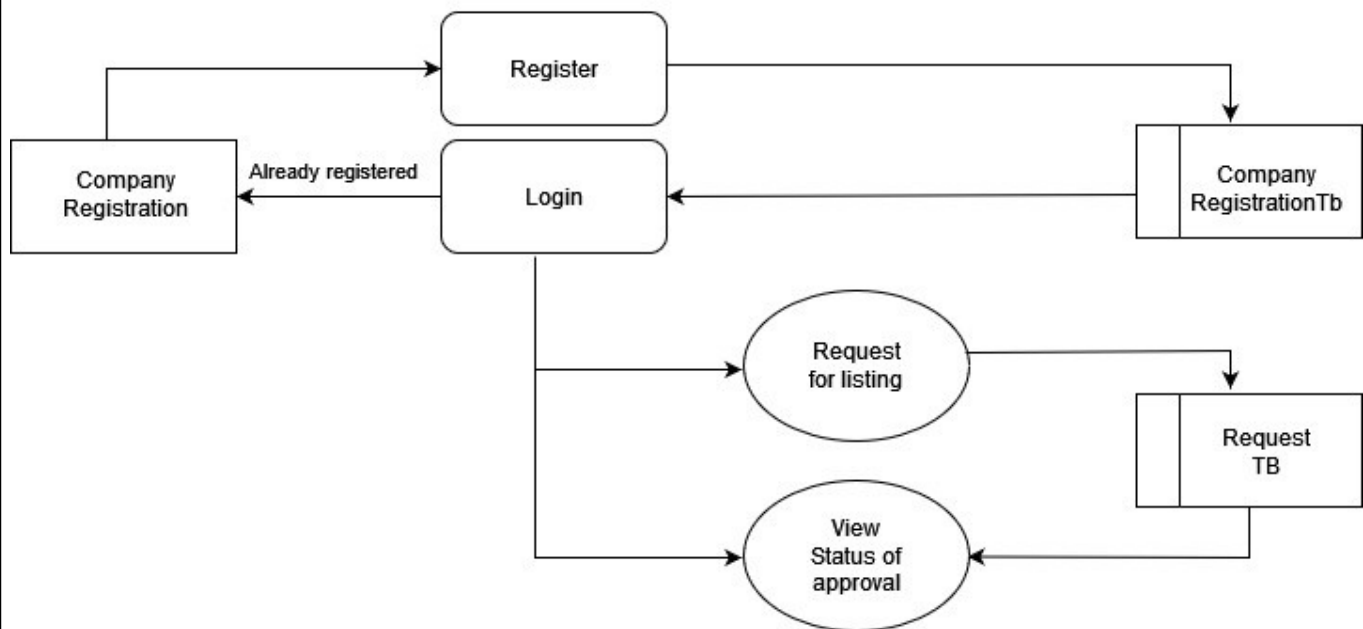 Register
Company
Registration
Already registered
Login
Company
RegistrationTb
Request
for listing
Request
TB
View
Status of
approval